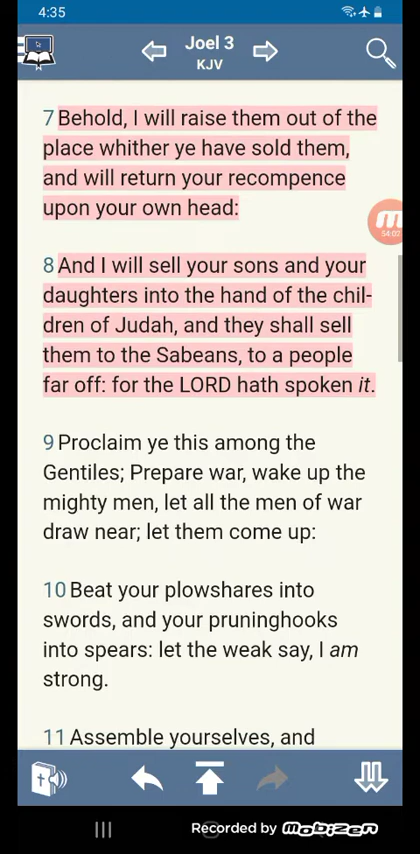 4:35
Joel 3
KJV
7 Behold, I will raise them out of the
place whither ye have sold them,
and will return your recompence
upon your own head:
54:07
8 And I will sell your sons and your
daughters into the hand of the chil-
dren of Judah, and they shall sell
them to the Sabeans, to a people
far off: for the LORD hath spoken it.
9 Proclaim ye this among the
Gentiles; Prepare war, wake up the
mighty men, let all the men of war
draw near; let them come up:
10 Beat your plowshares into
swords, and your pruninghooks
into spears: let the weak say, I am
strong.
11 Assemble yourselves, and
Recorded by mobizen